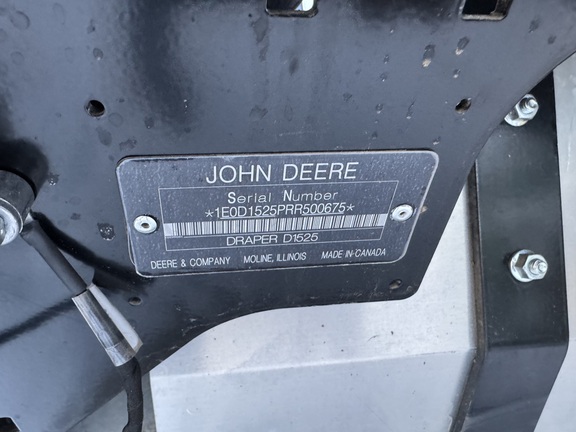 JOHN DEERE
Serial Number
*1E0D1525PRR500675*
DRAPER D1525
DEERE & COMPANY MOLINE, ILLINOIS MADE IN CANADA